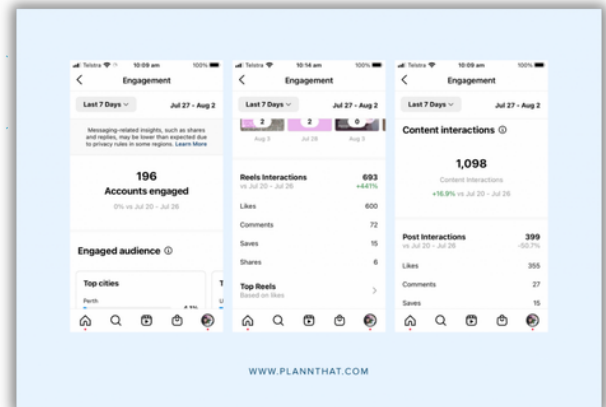 Telstra 10:09 am 100%
Engagement
Last 7 Days Jul 27 - Aug 2
Messaging-related insights, such as shares
and replies, may be lower than expected due
to privacy rules in some regions. Learn More
196
Accounts engaged
0% vs Jul 20 - Jul 26
Engaged audience
Top cities
Perth
4.1%
Telstra 10:14 am 100%
Engagement
Last 7 Days Jul 27 - Aug 2
2 2 0
Aug 3 Jul 28 Aug 3
Reels Interactions 693
vs Jul 20 - Jul 26 +441%
Likes 600
Comments 72
Saves 15
Shares 6
Top Reels
Based on likes
Telstra 10:09 am 100%
Engagement
Last 7 Days Jul 27 - Aug 2
Content interactions
1,098
Content Interactions
+16.9% vs Jul 20 - Jul 26
Post Interactions 399
vs Jul 20 - Jul 26 -50.7%
Likes 355
Comments 27
Saves 15
WWW.PLANNTHAT.COM